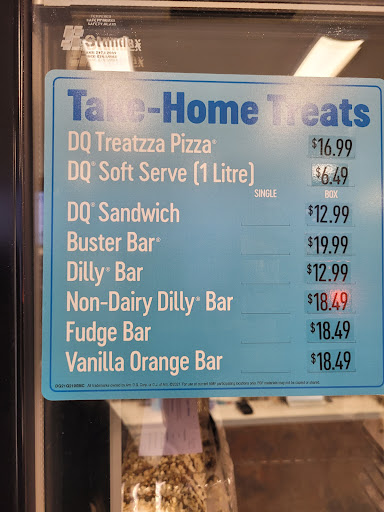 Standex
Take-Home Treats
DQ Treatzza Pizza® $16.99
DQ® Soft Serve (1 Litre) $6.49
SINGLE BOX
DQ® Sandwich $12.99
Buster Bar® $19.99
Dilly® Bar $12.99
Non-Dairy Dilly® Bar $18.49
Fudge Bar $18.49
Vanilla Orange Bar $18.49